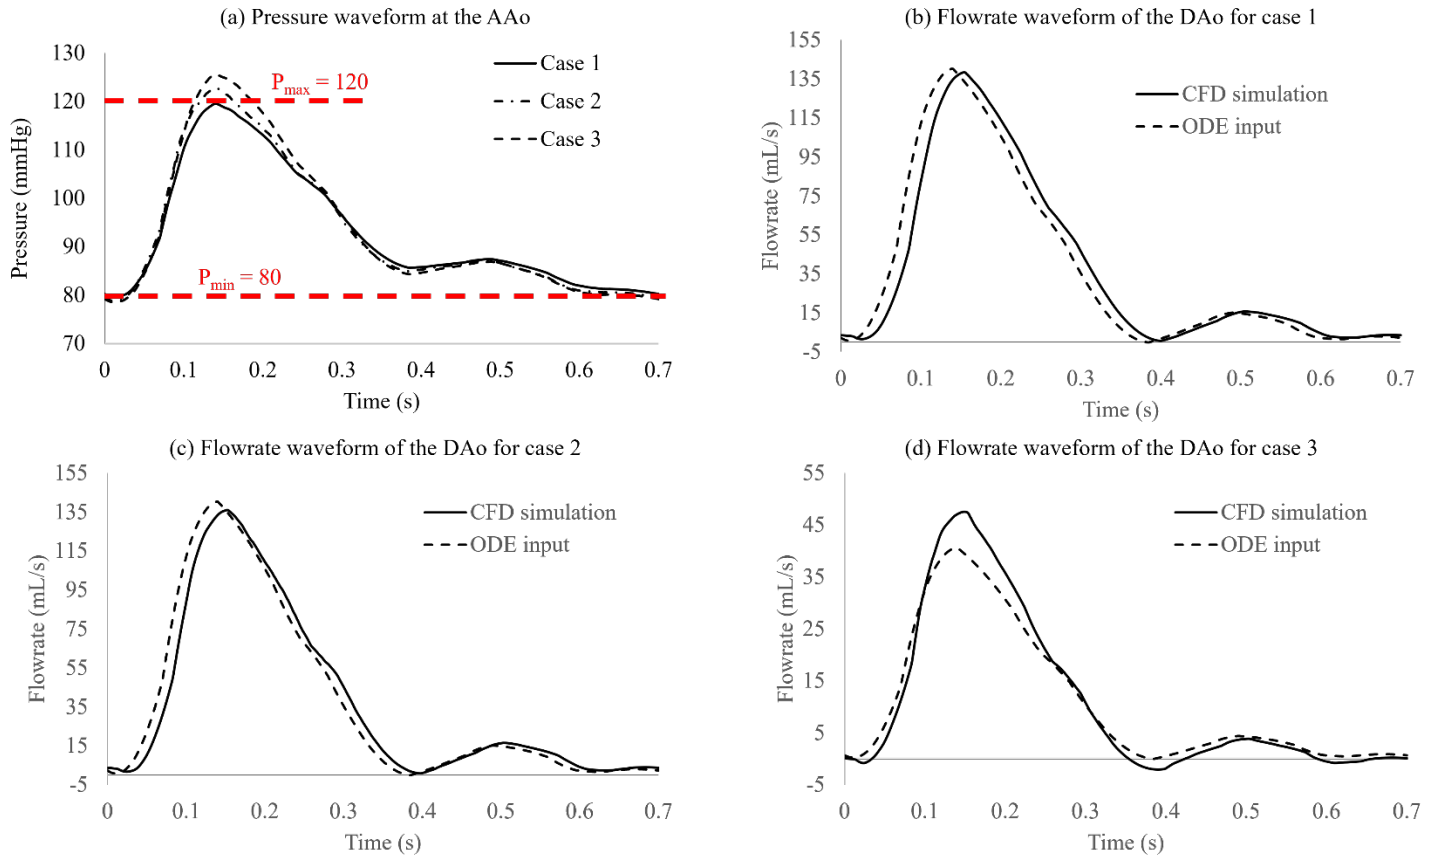 (a) Pressure waveform at the AAo
130
120
110
100
90
80
70
Pressure (mmHg)
Pmax = 120
Pmin = 80
Case 1
Case 2
Case 3
0 0.1 0.2 0.3 0.4 0.5 0.6 0.7
Time (s)
(b) Flowrate waveform of the DAo for case 1
155
135
115
95
75
55
35
15
-5
Flowrate (mL/s)
CFD simulation
ODE input
0 0.1 0.2 0.3 0.4 0.5 0.6 0.7
Time (s)
(c) Flowrate waveform of the DAo for case 2
155
135
115
95
75
55
35
15
-5
Flowrate (mL/s)
CFD simulation
ODE input
0 0.1 0.2 0.3 0.4 0.5 0.6 0.7
Time (s)
(d) Flowrate waveform of the DAo for case 3
55
45
35
25
15
5
-5
Flowrate (mL/s)
CFD simulation
ODE input
0 0.1 0.2 0.3 0.4 0.5 0.6 0.7
Time (s)